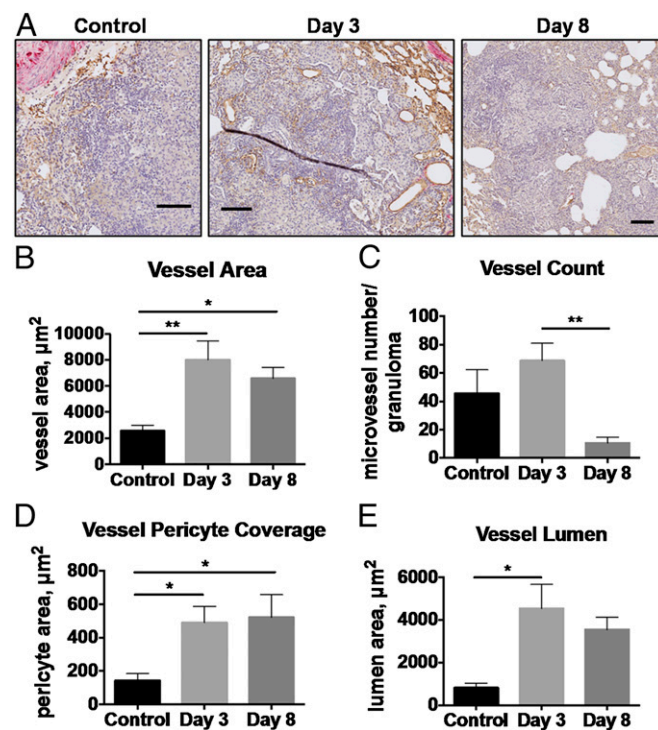 A
Control
Day 3
Day 8
B
Vessel Area
*
**
vessel area, µm²
10000
8000
6000
4000
2000
0
Control Day 3 Day 8
C
Vessel Count
**
microvessel number/
granuloma
100
80
60
40
20
0
Control Day 3 Day 8
D
Vessel Pericyte Coverage
*
*
pericyte area, µm²
800
600
400
200
0
Control Day 3 Day 8
E
Vessel Lumen
*
lumen area, µm²
6000
4000
2000
0
Control Day 3 Day 8